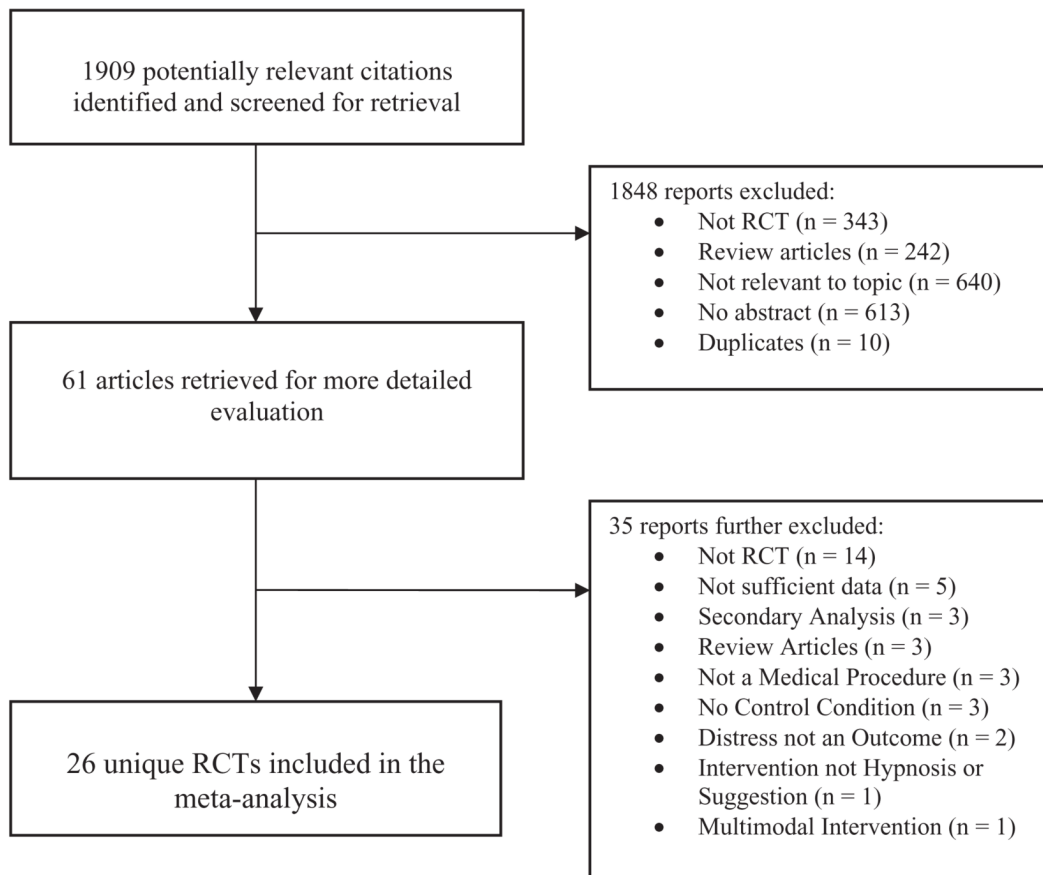 1909 potentially relevant citations
identified and screened for retrieval
1848 reports excluded:
• Not RCT (n = 343)
• Review articles (n = 242)
• Not relevant to topic (n = 640)
• No abstract (n = 613)
• Duplicates (n = 10)
61 articles retrieved for more detailed
evaluation
35 reports further excluded:
• Not RCT (n = 14)
• Not sufficient data (n = 5)
• Secondary Analysis (n = 3)
• Review Articles (n = 3)
• Not a Medical Procedure (n = 3)
• No Control Condition (n = 3)
• Distress not an Outcome (n = 2)
• Intervention not Hypnosis or
Suggestion (n = 1)
• Multimodal Intervention (n = 1)
26 unique RCTs included in the
meta-analysis